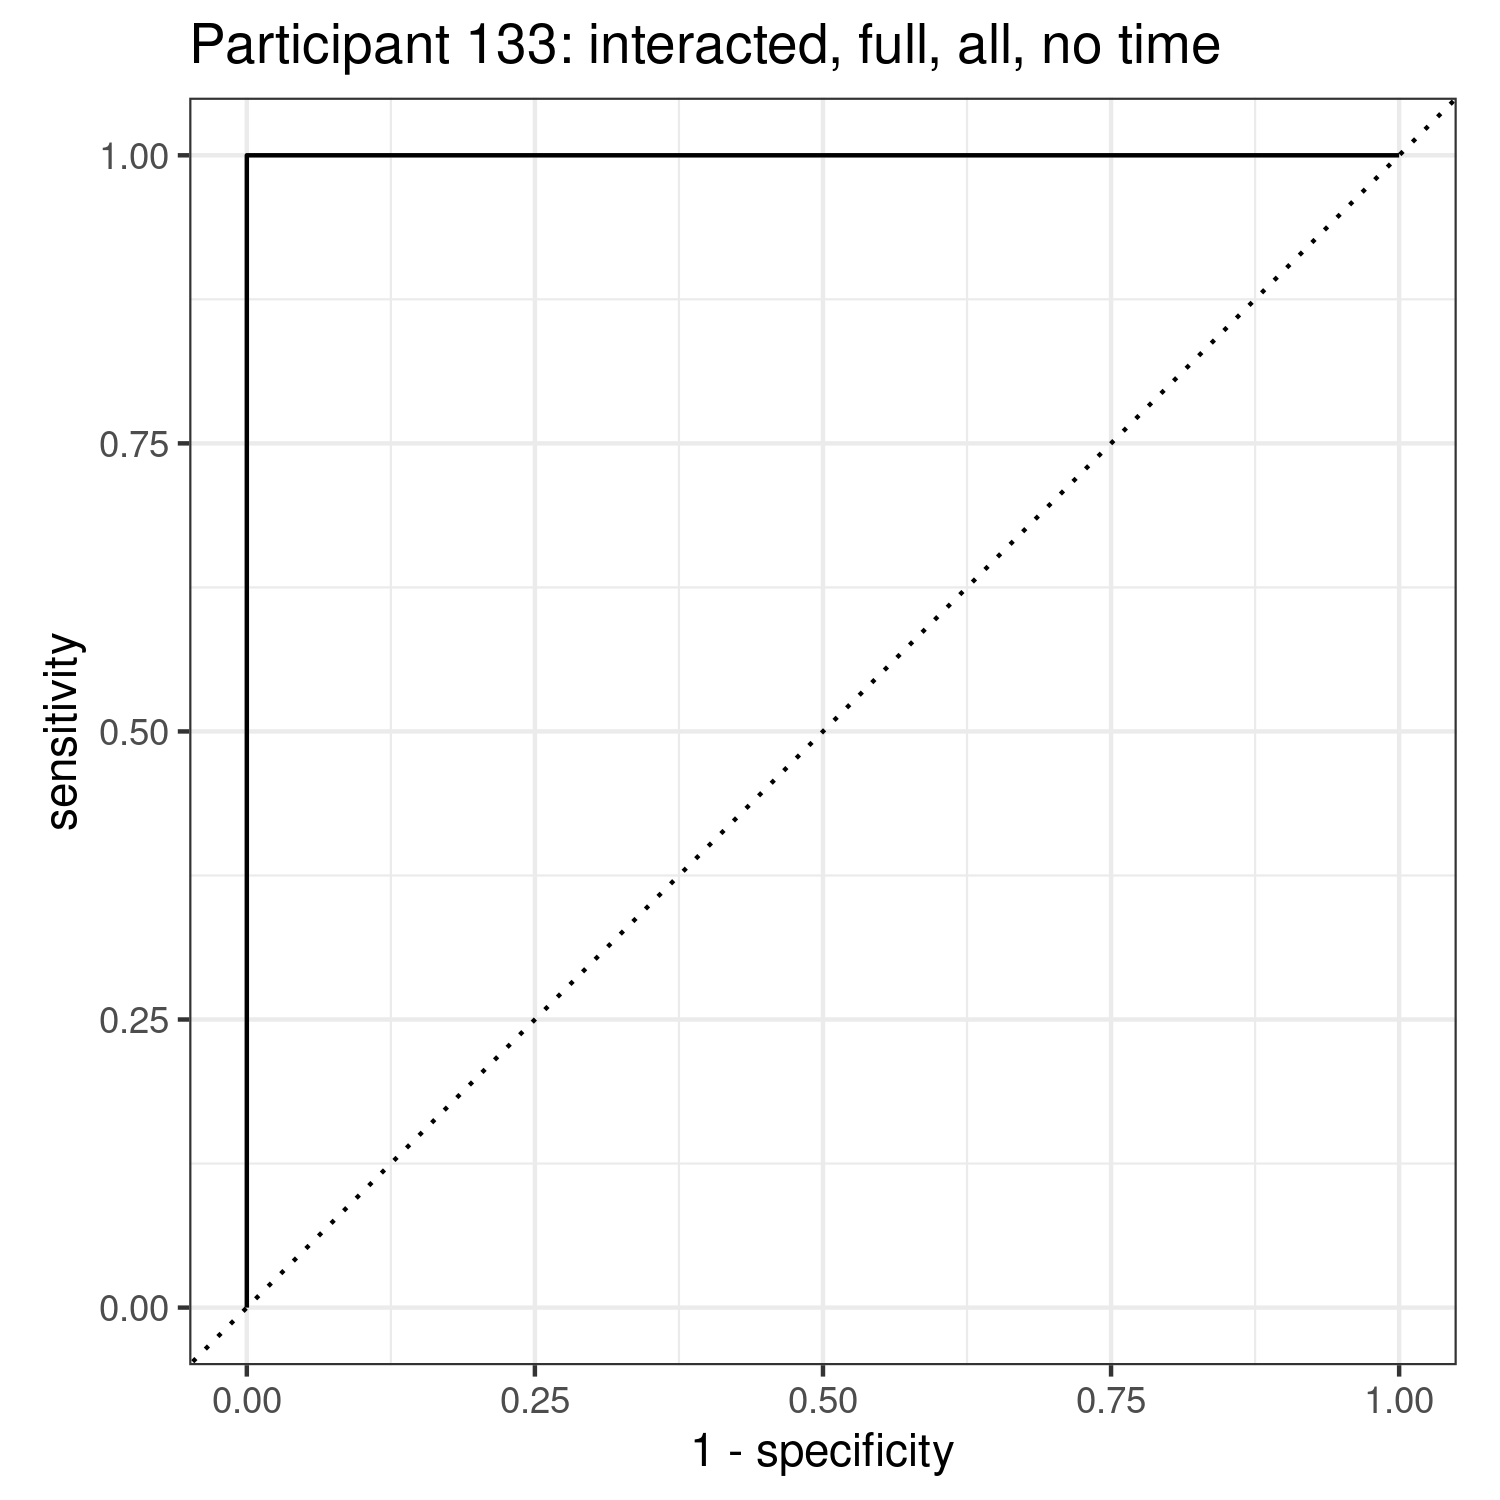 Participant 133: interacted, full, all, no time
1.00
0.75
0.50
0.25
0.00
sensitivity
0.00 0.25 0.50 0.75 1.00
1 - specificity